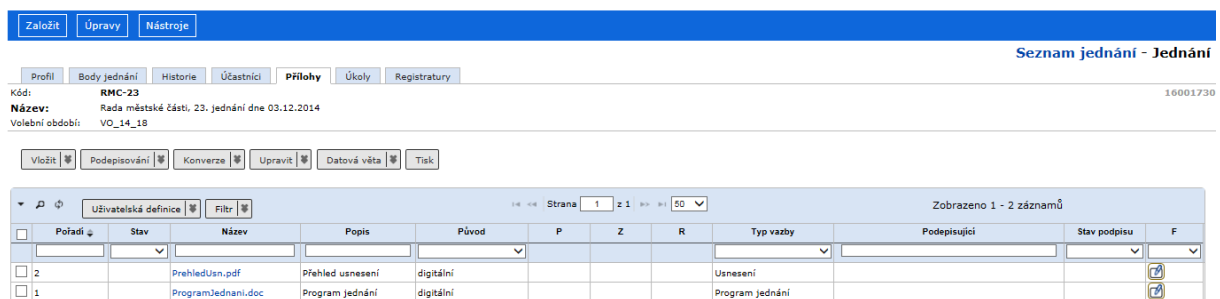 Založit Úpravy Nástroje
Seznam jednání - Jednání
Profil Body jednání Historie Účastníci Přílohy Úkoly Registratury
Kód: RMC-23 16001730
Název: Rada městské části, 23. jednání dne 03.12.2014
Volební období: VO_14_18
Vložit Podepisování Konverze Upravit Datová věta Tisk
Uživatelská definice Filtr Strana 1 z 1 50 Zobrazeno 1 - 2 záznamů
Pořadí Stav Název Popis Původ P Z R Typ vazby Podepisující Stav podpisu F
2 PrehledUsn.pdf Přehled usnesení digitální Usnesení
1 ProgramJednani.doc Program jednání digitální Program jednání